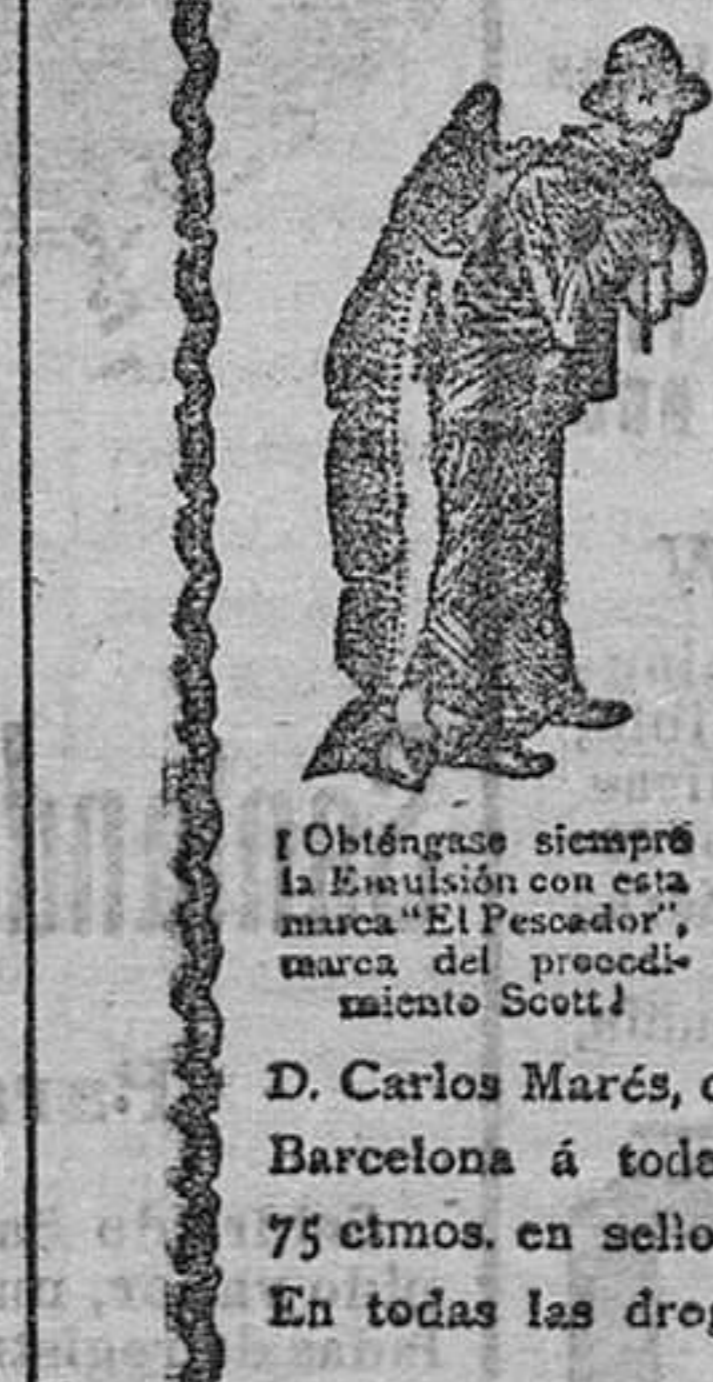 ¡Obténgase siempre
la Emulsión con esta
marca "El Pescador",
marca del procedi-
miento Scott!
D. Carlos Marés,
Barcelona á
75 ctmos. en
En todas las